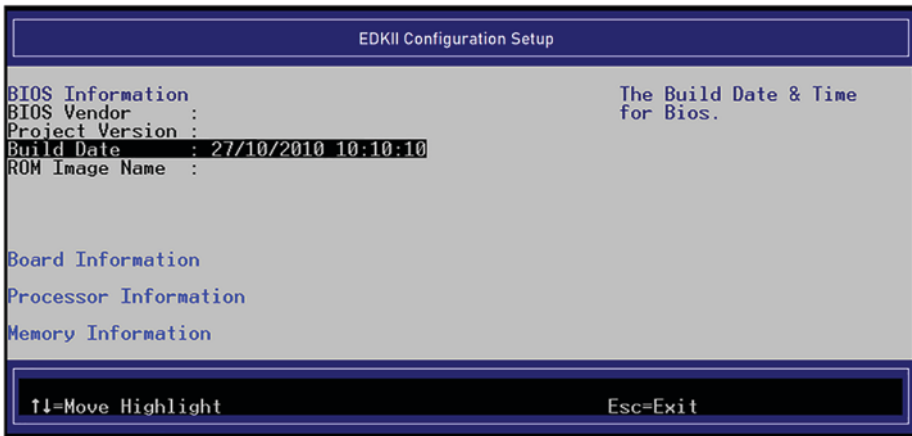 EDKII Configuration Setup
BIOS Information
BIOS Vendor :
Project Version :
Build Date : 27/10/2010 10:10:10
ROM Image Name :
The Build Date & Time
for Bios.
Board Information
Processor Information
Memory Information
↑↓=Move Highlight Esc=Exit